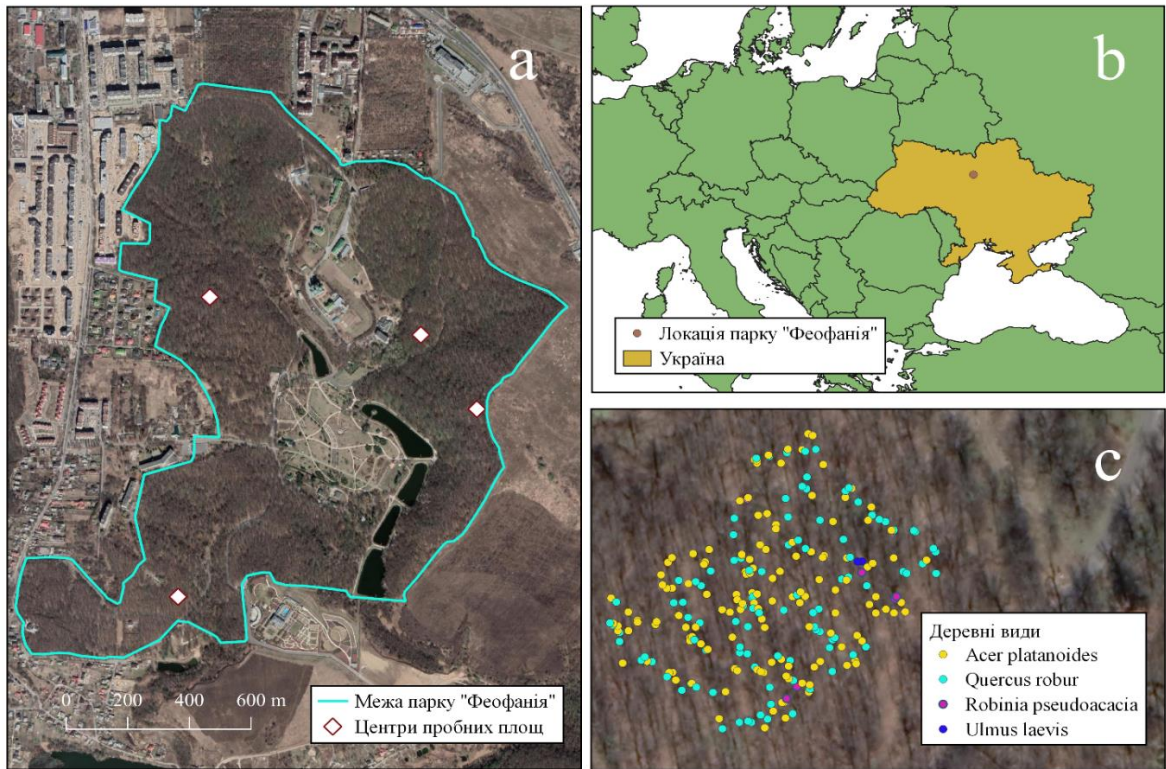 a
0 200 400 600 m
Межа парку "Феофанія"
Центри пробних площ
b
Локація парку "Феофанія"
Україна
c
Деревні види
Acer platanoides
Quercus robur
Robinia pseudoacacia
Ulmus laevis